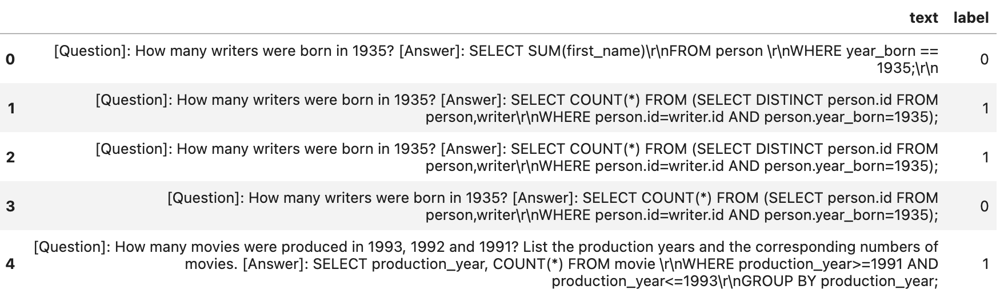 text label
[Question]: How many writers were born in 1935? [Answer]: SELECT SUM(first_name)\r\nFROM person \r\nWHERE year_born ==
0 0
1935;\r\n
[Question]: How many writers were born in 1935? [Answer]: SELECT COUNT(*) FROM (SELECT DISTINCT person.id FROM
1 1
person,writer\r\nWHERE person.id=writer.id AND person.year_born=1935);
[Question]: How many writers were born in 1935? [Answer]: SELECT COUNT(*) FROM (SELECT DISTINCT person.id FROM
2 1
person,writer\r\nWHERE person.id=writer.id AND person.year_born=1935);
[Question]: How many writers were born in 1935? [Answer]: SELECT COUNT(*) FROM (SELECT person.id FROM
3 0
person,writer\r\nWHERE person.id=writer.id AND person.year_born=1935);
[Question]: How many movies were produced in 1993, 1992 and 1991? List the production years and the corresponding numbers of
4 movies. [Answer]: SELECT production_year, COUNT(*) FROM movie \r\nWHERE production_year>=1991 AND 1
production_year<=1993\r\nGROUP BY production_year;